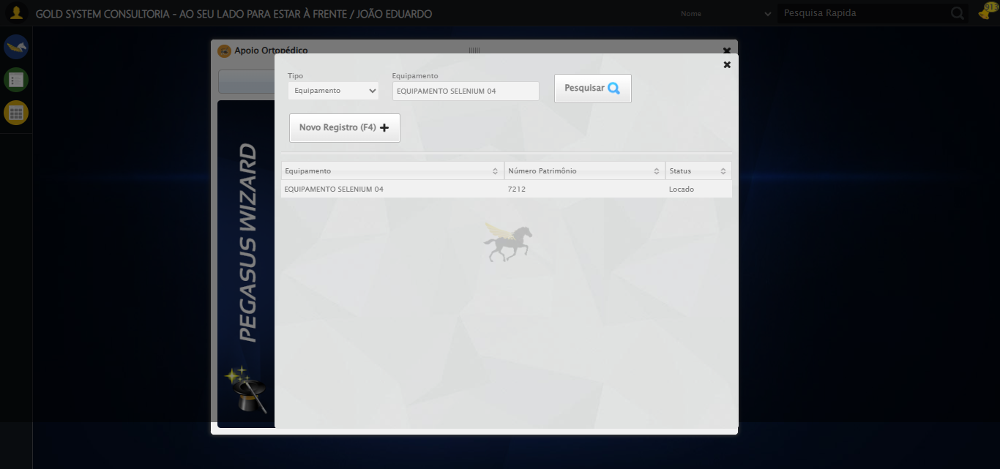 GOLD SYSTEM CONSULTORIA - AO SEU LADO PARA ESTAR À FRENTE / JOÃO EDUARDO
Nome
Pesquisa Rapida
913
Apoio Ortopédico
Tipo
Equipamento
Equipamento
EQUIPAMENTO SELENIUM 04
Pesquisar
Novo Registro (F4)
Equipamento
Número Patrimônio
Status
EQUIPAMENTO SELENIUM 04
7212
Locado
PEGASUS WIZARD